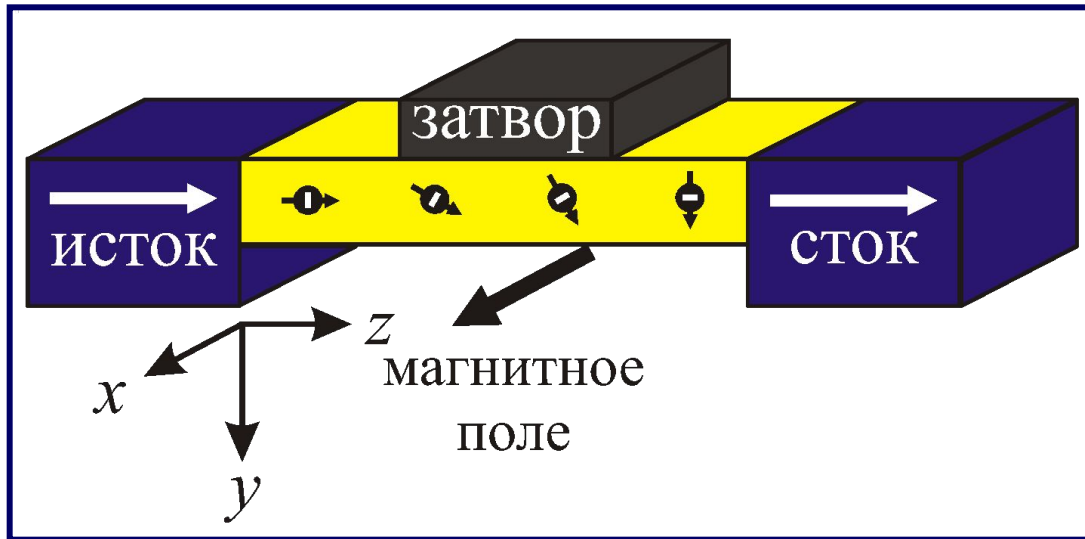 затвор
исток
сток
z
x
y
магнитное
поле